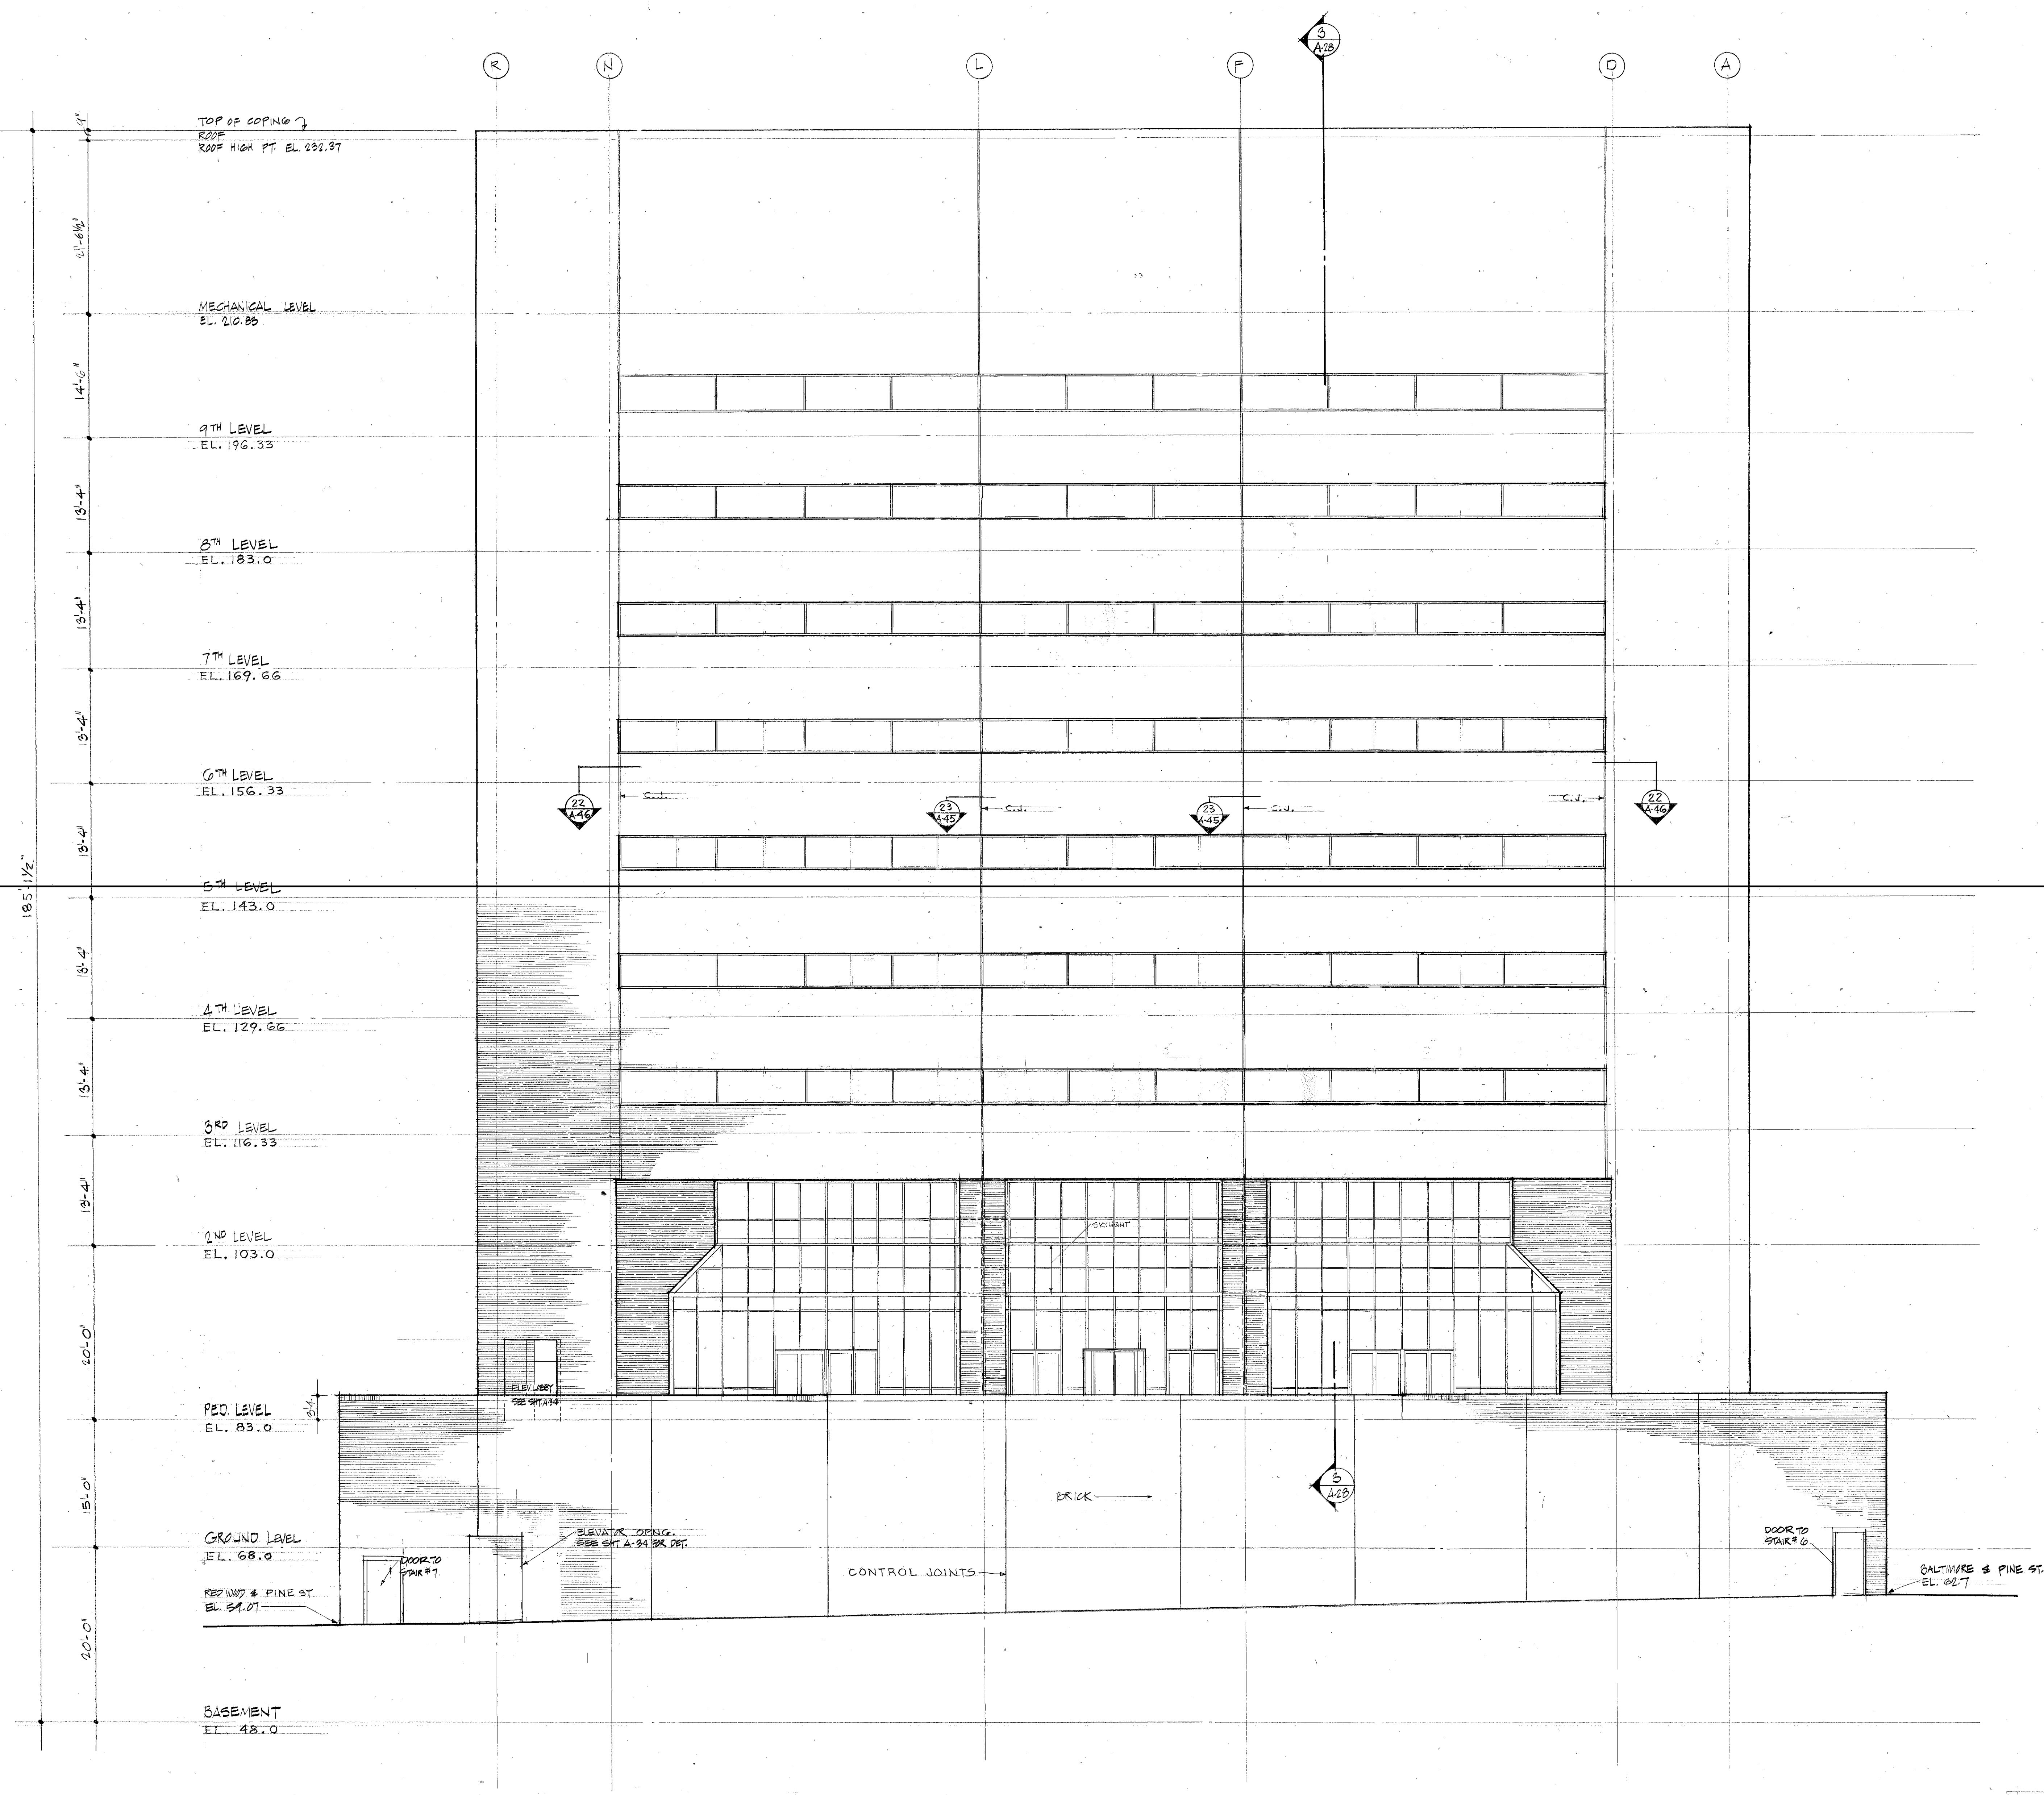 3
A-28
R
N
L
F
D
A
9"
TOP OF COPING
ROOF
ROOF HIGH PT. EL. 232.37
21'-6½"
MECHANICAL LEVEL
EL. 210.83
14'-6"
9TH LEVEL
EL. 196.33
13'-4"
8TH LEVEL
EL. 183.0
13'-4'
7TH LEVEL
EL. 169.66
13'-4"
6TH LEVEL
EL. 156.33
C.J.
C.J.
C.J.
C.J.
22
A-46
23
A-45
23
A-45
22
A-46
13'-4"
185'-1½"
5TH LEVEL
EL. 143.0
13'-4"
4TH LEVEL
EL. 129.66
13'-4"
3RD LEVEL
EL. 116.33
13'-4"
SKYLIGHT
2ND LEVEL
EL. 103.0
20'-0"
ELEV. LOBBY
SEE SHT. A-34
3'-4
PED. LEVEL
EL. 83.0
15'-0"
BRICK
3
A-28
GROUND LEVEL
EL. 68.0
ELEVATOR OPNG.
SEE SHT A-34 FOR DET.
DOOR TO
STAIR #7
DOOR TO
STAIR #6
CONTROL JOINTS
BALTIMORE & PINE ST.
EL. 62.7
RED WOOD & PINE ST.
EL. 59.07
20'-0"
BASEMENT
EL. 48.0